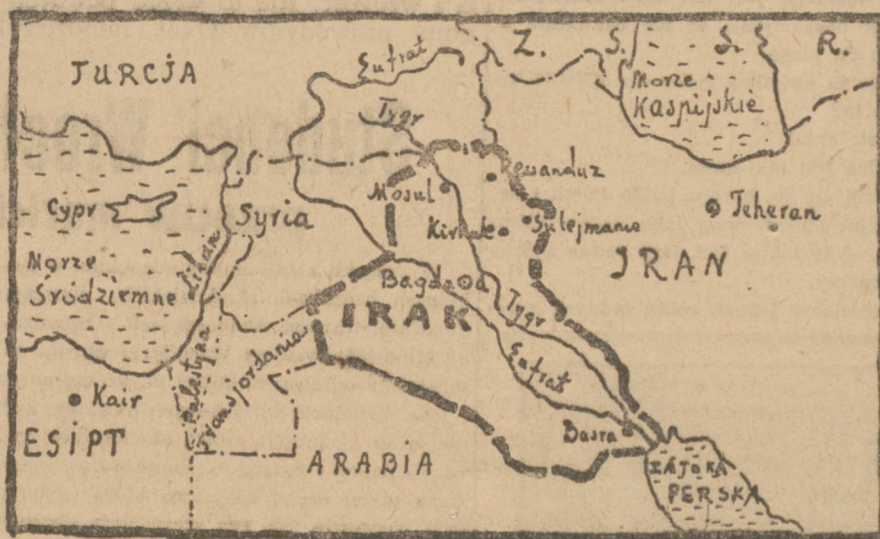 Z. S. S. R.
TURCJA
Eufrat
Morze
Kaspijskie
Tygr
Rewanduz
Mosul
Cypr
Syria
Kirkuk
Sulejmanie
Teheran
IRAN
Morze
Śródziemne
Liban
Bagdad
IRAK
Tygr
Eufrat
Palestyna
Transjordania
Kair
EGIPT
ARABIA
Basra
ZATOKA
PERSKA